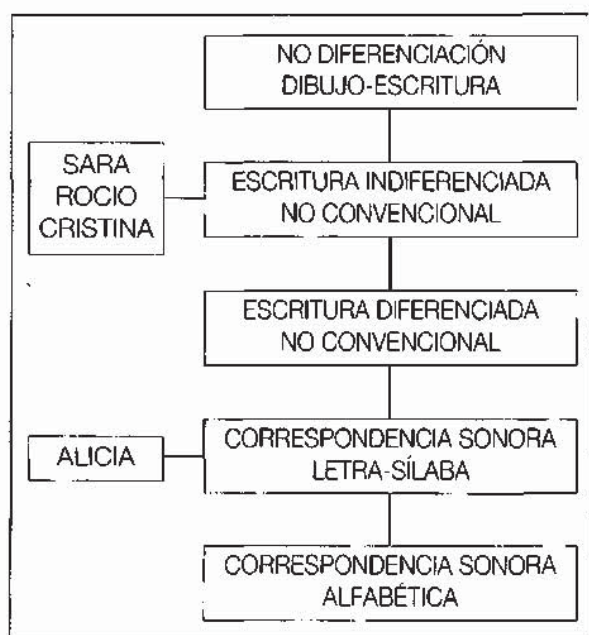 NO DIFERENCIACIÓN
DIBUJO-ESCRITURA
SARA
ROCIO
CRISTINA
ESCRITURA INDIFERENCIADA
NO CONVENCIONAL
ESCRITURA DIFERENCIADA
NO CONVENCIONAL
ALICIA
CORRESPONDENCIA SONORA
LETRA-SÍLABA
CORRESPONDENCIA SONORA
ALFABÉTICA